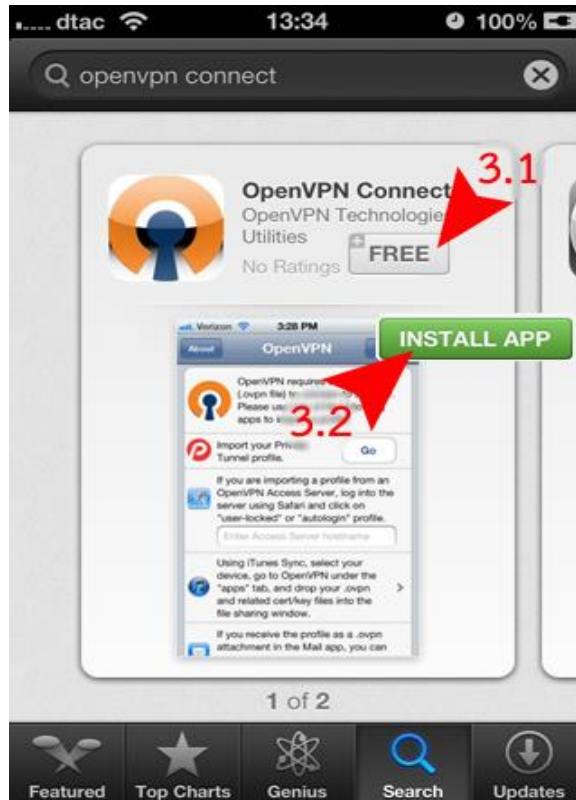 dtac 13:34 100%
openvpn connect
3.1
OpenVPN Connect
OpenVPN Technologie
Utilities
FREE
No Ratings
INSTALL APP
3.2
Verizon 3:28 PM
About OpenVPN
OpenVPN require
(.ovpn file) t
Please us
apps to
Import your Priv
Tunnel profile.
Go
If you are importing a profile from an
OpenVPN Access Server, log into the
server using Safari and click on
"user-locked" or "autologin" profile.
Enter Access Server hostname
Using iTunes Sync, select your
device, go to OpenVPN under the
"apps" tab, and drop your .ovpn
and related cert/key files into the
file sharing window.
If you receive the profile as a .ovpn
attachment in the Mail app, you can
1 of 2
Featured Top Charts Genius Search Updates